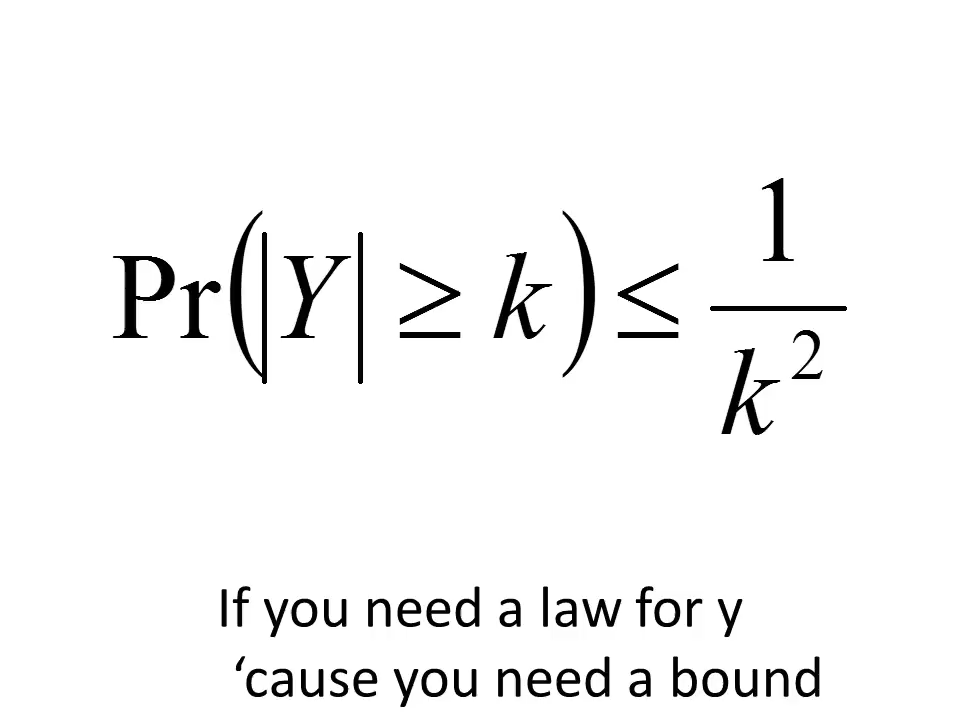 Pr(|Y| ≥ k) ≤ 1/k²
If you need a law for y
‘cause you need a bound